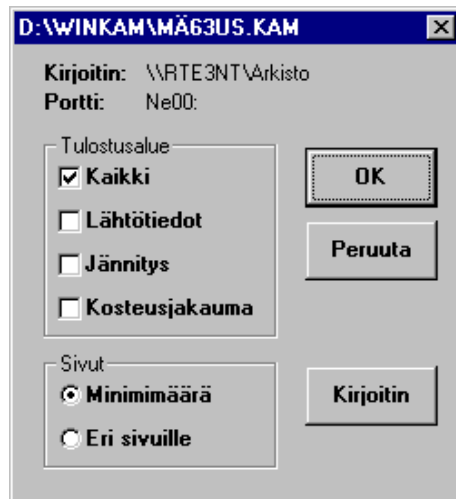 D:\WINKAM\MÄ63US.KAM
Kirjoitin: \\RTE3NT\Arkisto
Portti: Ne00:
Tulostusalue
Kaikki
Lähtötiedot
Jännitys
Kosteusjakauma
OK
Peruuta
Sivut
Minimimäärä
Eri sivuille
Kirjoitin